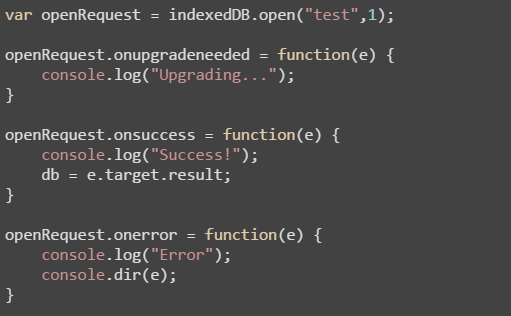 var openRequest = indexedDB.open("test",1);
openRequest.onupgradeneeded = function(e) {
    console.log("Upgrading...");
}
openRequest.onsuccess = function(e) {
    console.log("Success!");
    db = e.target.result;
}
openRequest.onerror = function(e) {
    console.log("Error");
    console.dir(e);
}